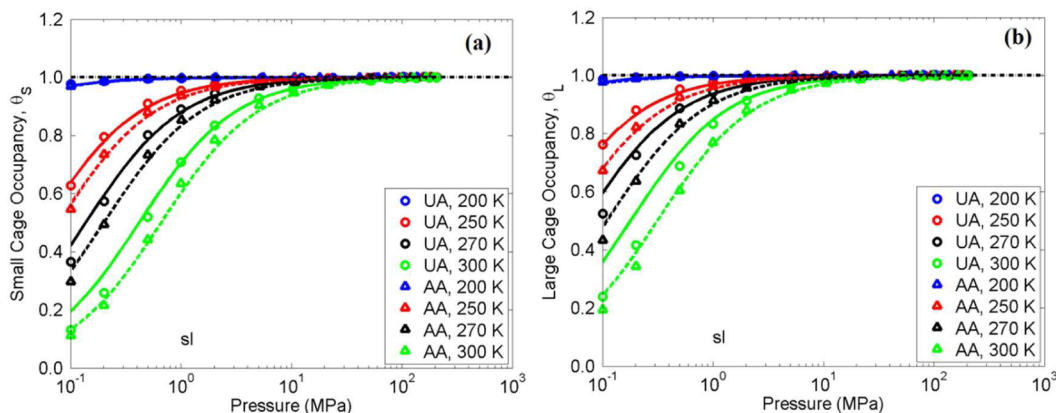 (a)
1.2
1.0
0.8
0.6
0.4
0.2
0
Small Cage Occupancy, θS
UA, 200 K
UA, 250 K
UA, 270 K
UA, 300 K
AA, 200 K
AA, 250 K
AA, 270 K
AA, 300 K
sI
10-1
100
101
102
103
Pressure (MPa)
(b)
1.2
1.0
0.8
0.6
0.4
0.2
0
Large Cage Occupancy, θL
UA, 200 K
UA, 250 K
UA, 270 K
UA, 300 K
AA, 200 K
AA, 250 K
AA, 270 K
AA, 300 K
sI
10-1
100
101
102
103
Pressure (MPa)